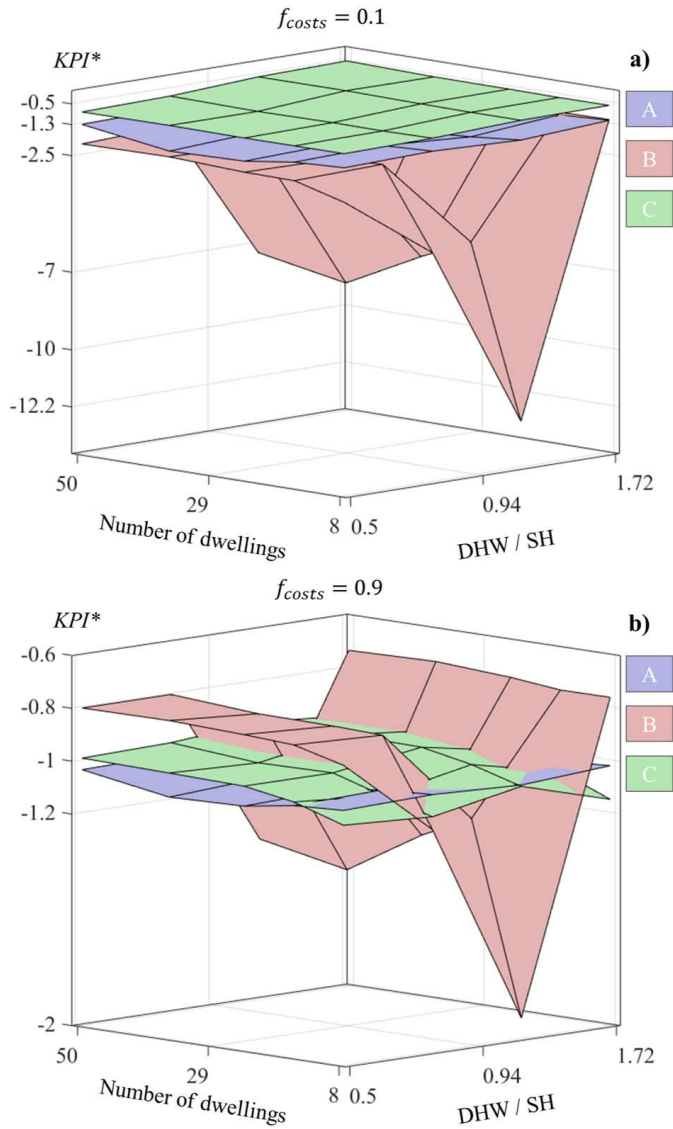 f_costs = 0.1
KPI*
a)
-0.5
-1.3
-2.5
-7
-10
-12.2
A
B
C
50
29
8
0.5
0.94
1.72
Number of dwellings
DHW / SH
f_costs = 0.9
KPI*
b)
-0.6
-0.8
-1
-1.2
-2
A
B
C
50
29
8
0.5
0.94
1.72
Number of dwellings
DHW / SH